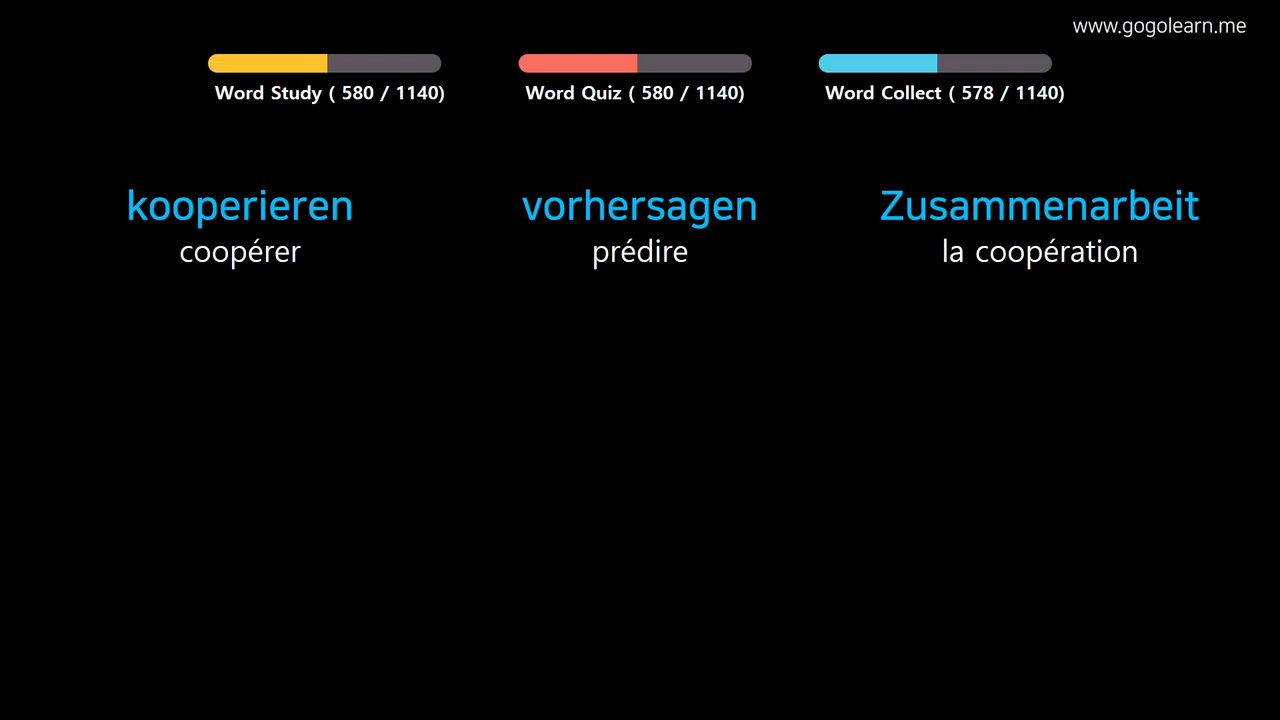 www.gogolearn.me
Word Study ( 580 / 1140)
Word Quiz ( 580 / 1140)
Word Collect ( 578 / 1140)
kooperieren
coopérer
vorhersagen
prédire
Zusammenarbeit
la coopération